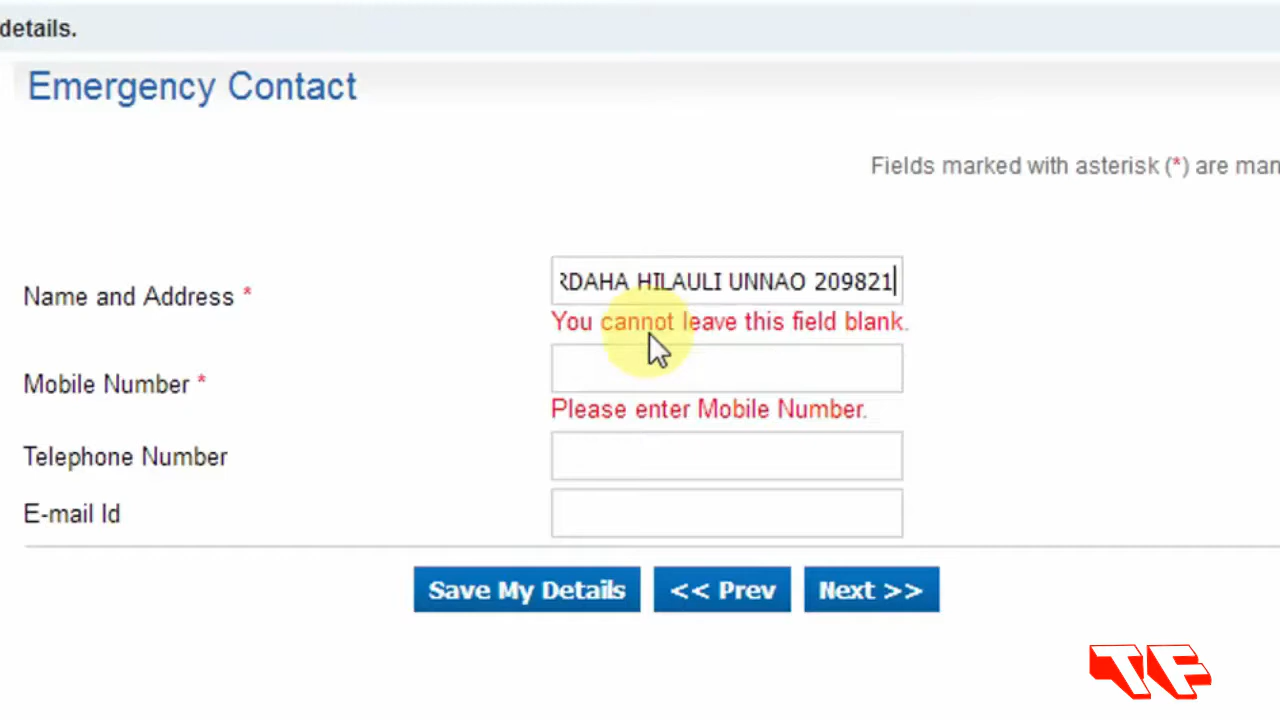 details.
Emergency Contact
Fields marked with asterisk (*) are man
Name and Address *
RDAHA HILAULI UNNAO 209821
You cannot leave this field blank.
Mobile Number *
Please enter Mobile Number.
Telephone Number
E-mail Id
Save My Details << Prev Next >>
TF